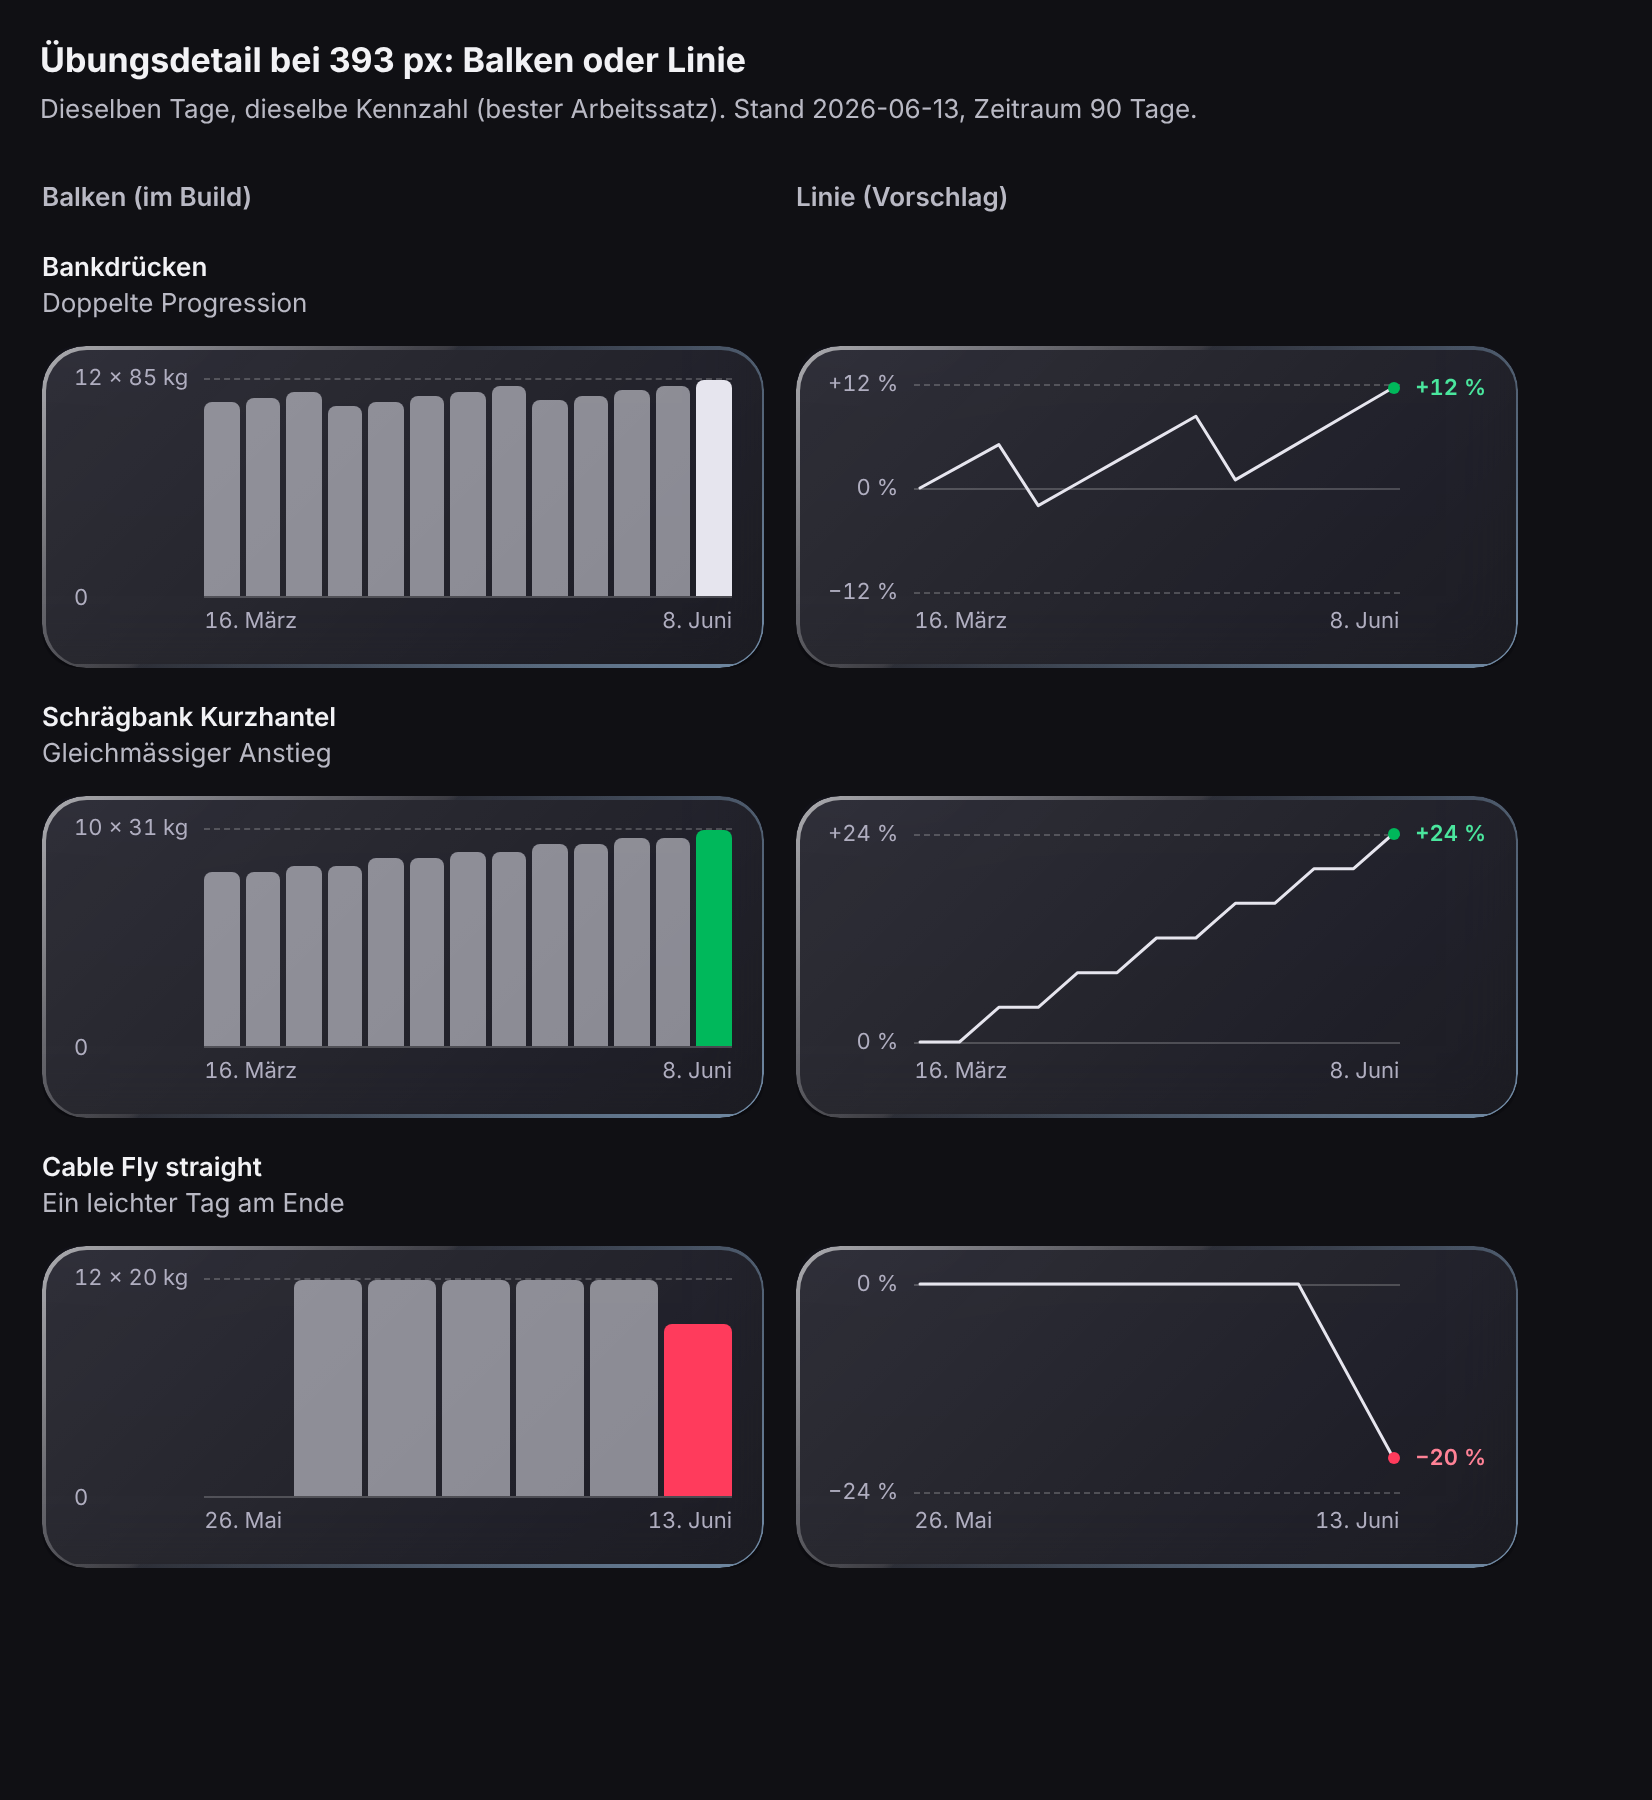 Übungsdetail bei 393 px: Balken oder Linie
Dieselben Tage, dieselbe Kennzahl (bester Arbeitssatz). Stand 2026-06-13, Zeitraum 90 Tage.
Balken (im Build)
Linie (Vorschlag)
Bankdrücken
Doppelte Progression
12 × 85 kg
0
16. März
8. Juni
+12 %
+12 %
0 %
−12 %
16. März
8. Juni
Schrägbank Kurzhantel
Gleichmässiger Anstieg
10 × 31 kg
0
16. März
8. Juni
+24 %
+24 %
0 %
16. März
8. Juni
Cable Fly straight
Ein leichter Tag am Ende
12 × 20 kg
0
26. Mai
13. Juni
0 %
−20 %
−24 %
26. Mai
13. Juni